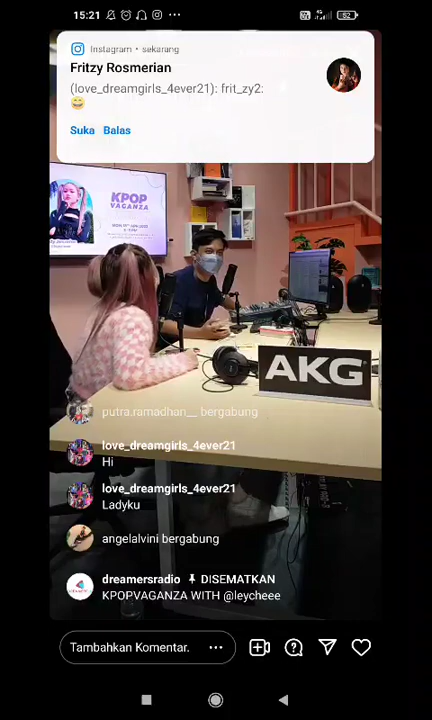 15:21
52
Instagram • sekarang
Fritzy Rosmerian
(love_dreamgirls_4ever21): frit_zy2:
😄
Suka Balas
KPOP
VAGANZA
AKG
putra.ramadhan__ bergabung
love_dreamgirls_4ever21
Hi
love_dreamgirls_4ever21
Ladyku
angelalvini bergabung
dreamersradio DISEMATKAN
KPOPVAGANZA WITH @leycheee
Tambahkan Komentar.